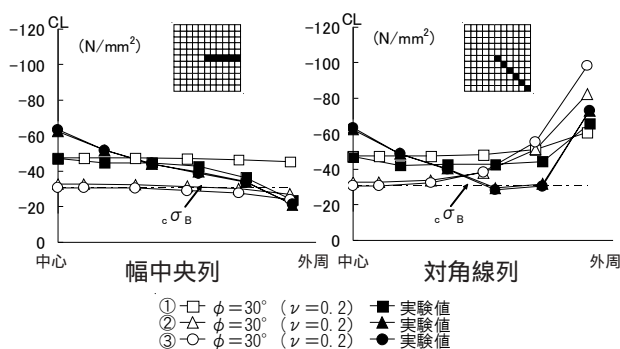 CL
-120
(N/mm²)
-100
-80
-60
-40
-20
0
cσB
中心
幅中央列
外周
CL
-120
(N/mm²)
-100
-80
-60
-40
-20
0
cσB
中心
対角線列
外周
① φ=30° (ν=0.2) 実験値
② φ=30° (ν=0.2) 実験値
③ φ=30° (ν=0.2) 実験値